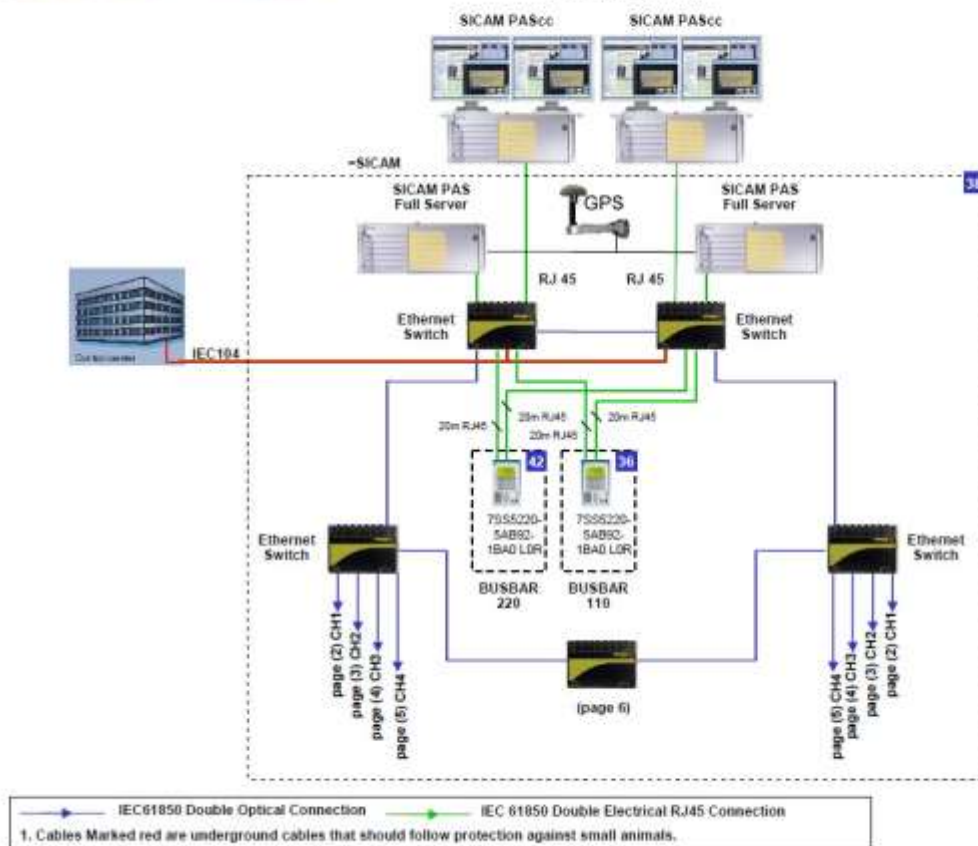 SICAM PAScc
SICAM PAScc
=SICAM
38
SICAM PAS
Full Server
GPS
SICAM PAS
Full Server
RJ 45
RJ 45
Ethernet
Switch
Ethernet
Switch
Control center
IEC104
20m RJ45
20m RJ45
20m RJ45
20m RJ45
42
36
7SS5220-
5AB92-
1BA0 L0R
7SS5220-
5AB92-
1BA0 L0R
BUSBAR
220
BUSBAR
110
Ethernet
Switch
Ethernet
Switch
page (2) CH1
page (3) CH2
page (4) CH3
page (5) CH4
(page 6)
page (5) CH4
page (4) CH3
page (3) CH2
page (2) CH1
IEC61850 Double Optical Connection
IEC 61850 Double Electrical RJ45 Connection
1. Cables Marked red are underground cables that should follow protection against small animals.